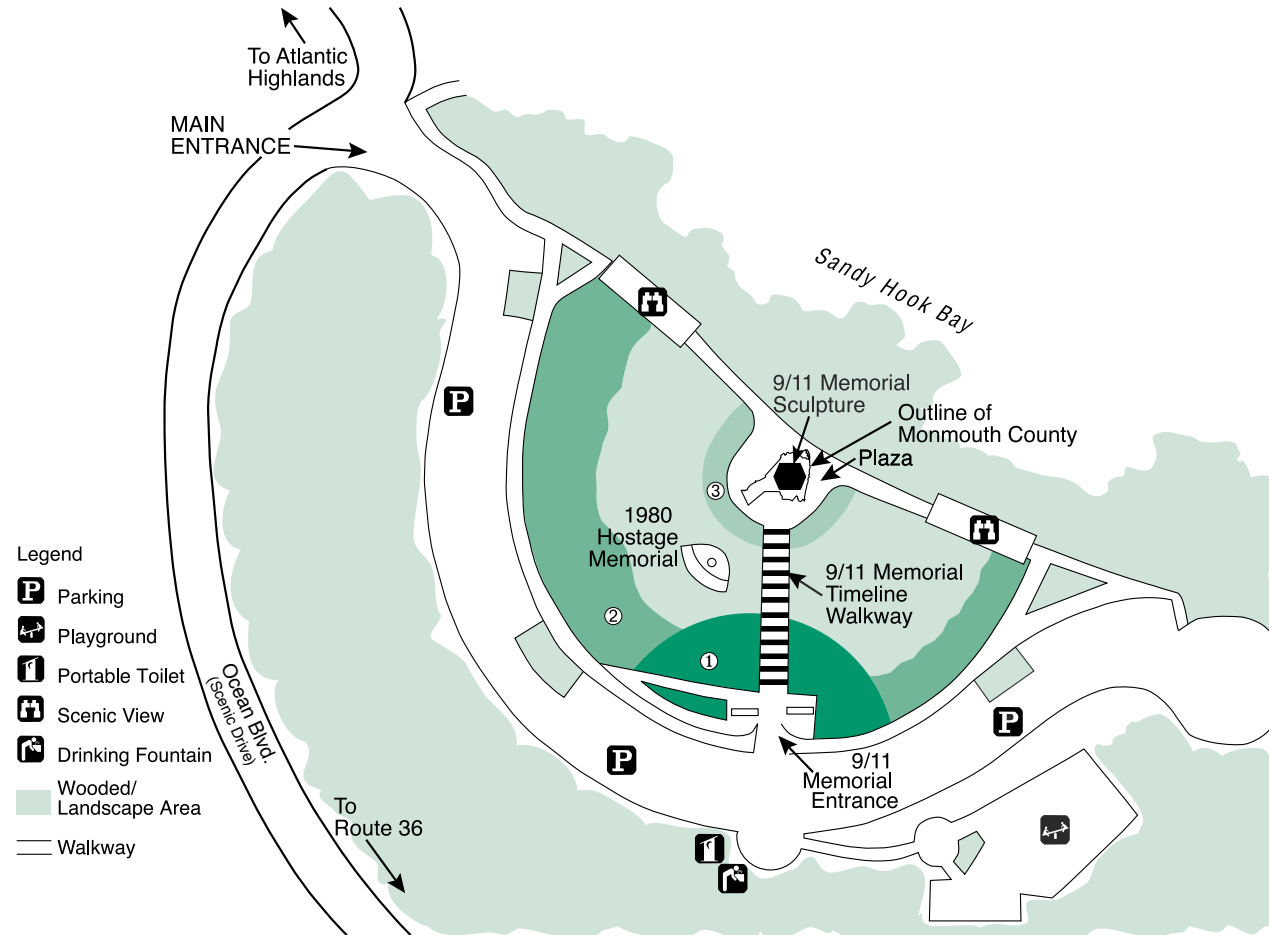 To Atlantic
Highlands
MAIN
ENTRANCE
Sandy Hook Bay
9/11 Memorial
Sculpture
Outline of
Monmouth County
Plaza
P
3
1980
Hostage
Memorial
9/11 Memorial
Timeline
Walkway
2
1
Legend
P Parking
Playground
Portable Toilet
Scenic View
Drinking Fountain
Wooded/
Landscape Area
Walkway
Ocean Blvd.
(Scenic Drive)
To
Route 36
P
P
9/11
Memorial
Entrance